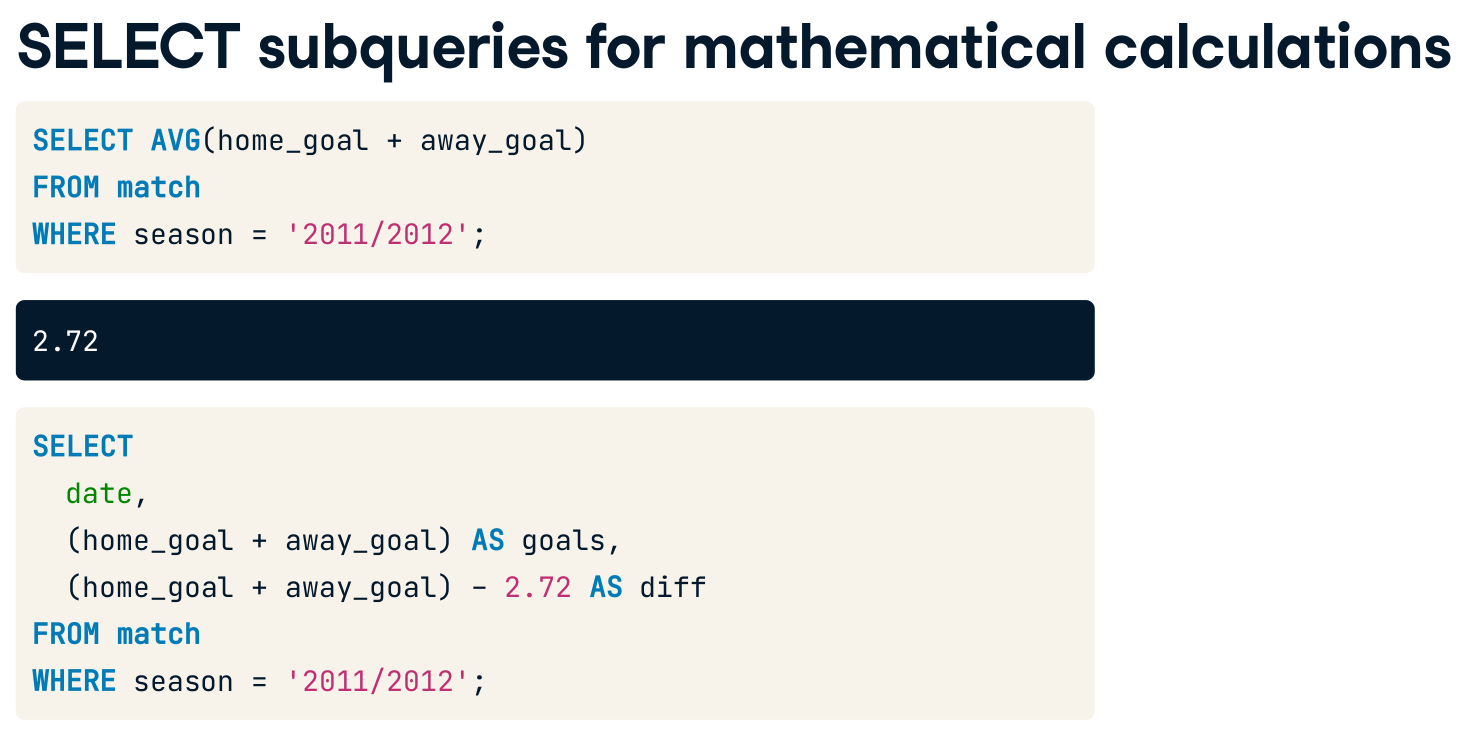 SELECT subqueries for mathematical calculations
SELECT AVG(home_goal + away_goal)
FROM match
WHERE season = '2011/2012';
2.72
SELECT
  date,
  (home_goal + away_goal) AS goals,
  (home_goal + away_goal) - 2.72 AS diff
FROM match
WHERE season = '2011/2012';